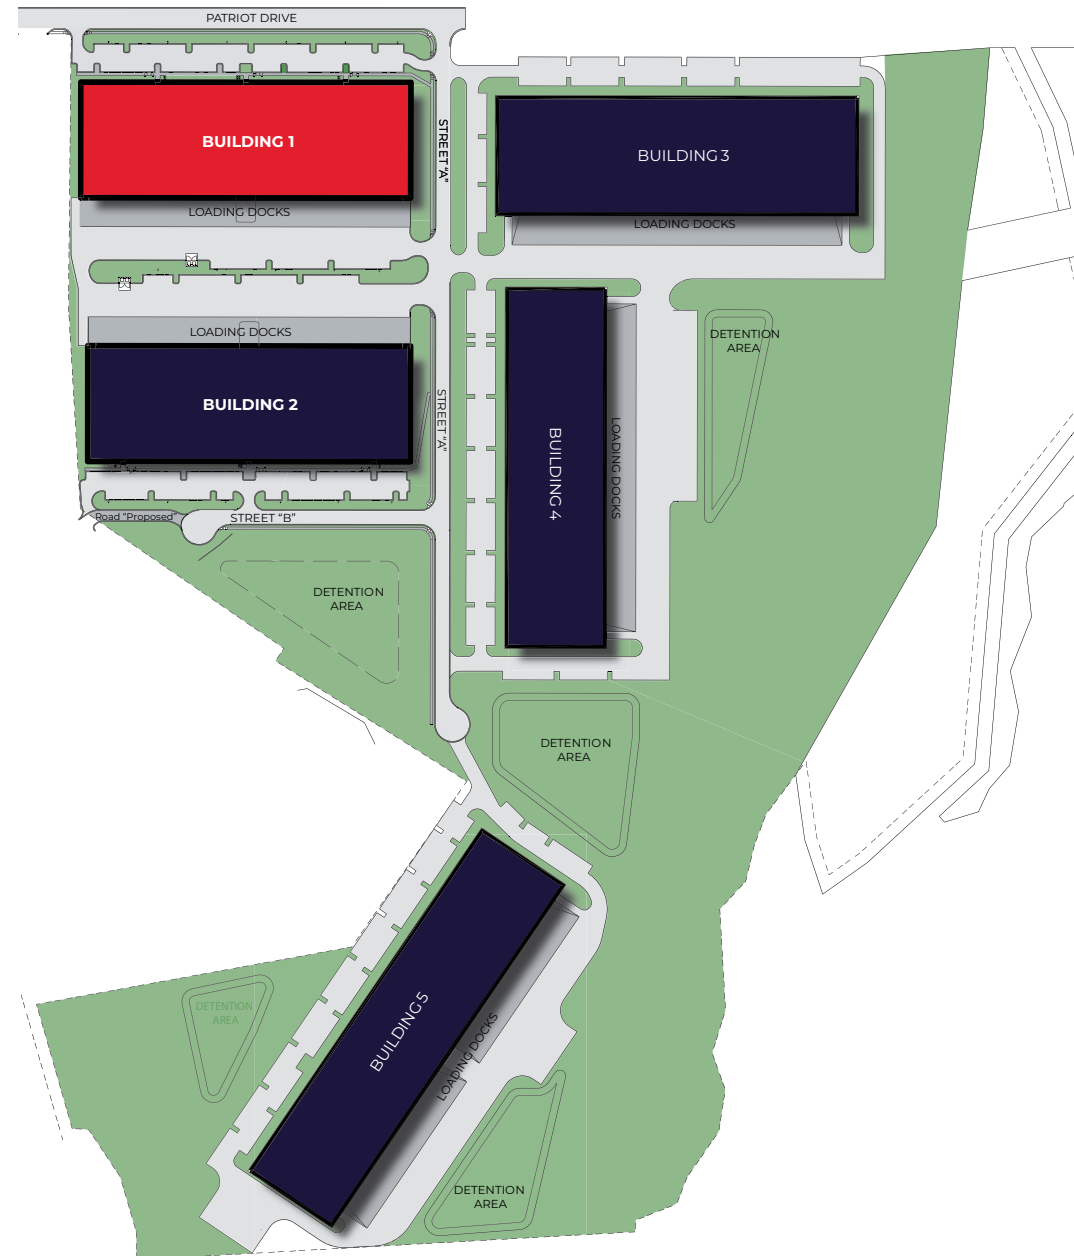 PATRIOT DRIVE
BUILDING 1
STREET "A"
BUILDING 3
LOADING DOCKS
LOADING DOCKS
LOADING DOCKS
DETENTION
AREA
BUILDING 2
STREET "A"
BUILDING 4
LOADING DOCKS
Road "Proposed"
STREET "B"
DETENTION
AREA
DETENTION
AREA
DETENTION
AREA
BUILDING 5
LOADING DOCKS
DETENTION
AREA